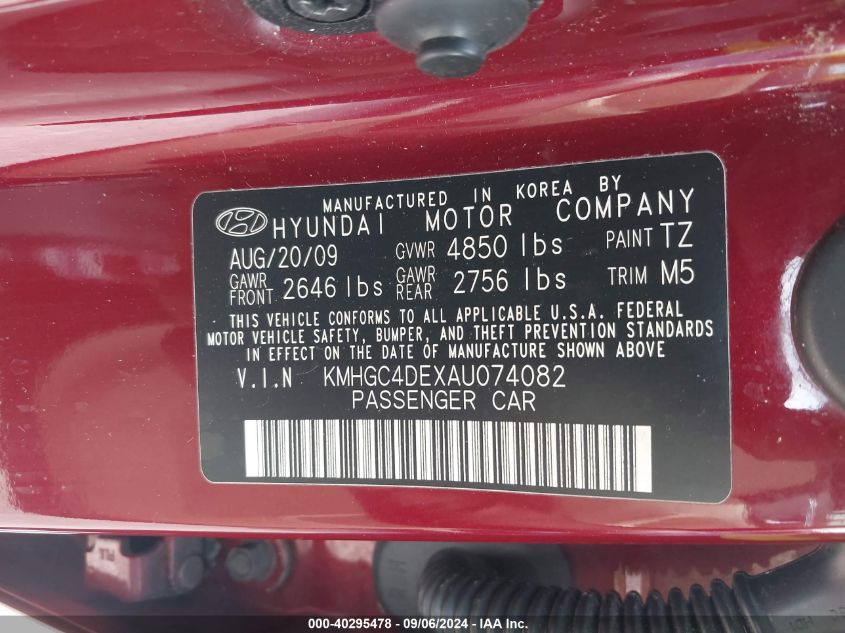 MANUFACTURED IN KOREA BY
HYUNDAI MOTOR COMPANY
AUG/20/09 GVWR 4850 lbs PAINT TZ
GAWR FRONT 2646 lbs GAWR REAR 2756 lbs TRIM M5
THIS VEHICLE CONFORMS TO ALL APPLICABLE U.S.A. FEDERAL
MOTOR VEHICLE SAFETY, BUMPER, AND THEFT PREVENTION STANDARDS
IN EFFECT ON THE DATE OF MANUFACTURE SHOWN ABOVE
V.I.N KMHGC4DEXAU074082
PASSENGER CAR
000-40295478 - 09/06/2024 - 000-